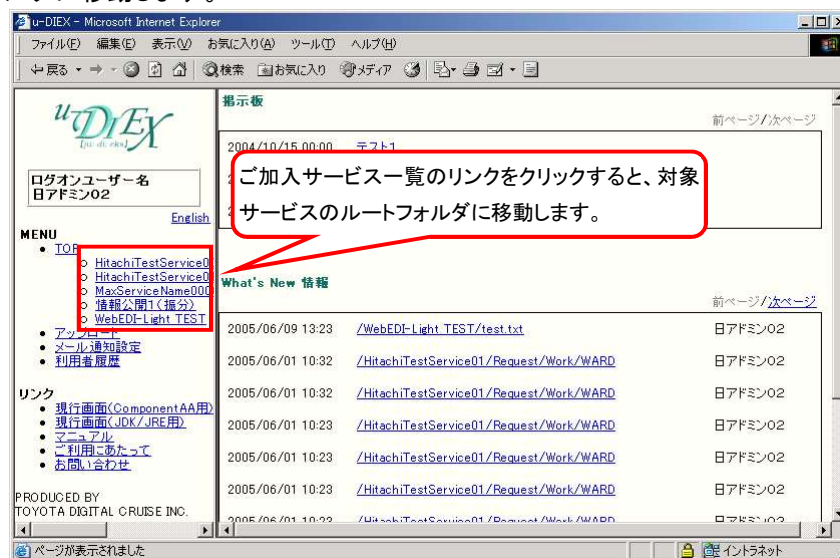 u-DIEX - Microsoft Internet Explorer
ファイル(F) 編集(E) 表示(V) お気に入り(A) ツール(T) ヘルプ(H)
戻る 検索 お気に入り メディア
u-DIEX
ログオンユーザー名
日アドミン02
English
MENU
TOP
HitachiTestService0
HitachiTestService0
MaxServiceName000
情報公開1(振分)
WebEDI-Light TEST
アップロード
メール通知設定
利用者履歴
リンク
現行画面(ComponentAA用)
現行画面(JDK/JRE用)
マニュアル
ご利用にあたって
お問い合わせ
PRODUCED BY
TOYOTA DIGITAL CRUISE INC.
掲示板
前ページ/次ページ
2004/10/15 00:00 テスト1
ご加入サービス一覧のリンクをクリックすると、対象
サービスのルートフォルダに移動します。
What's New 情報
前ページ/次ページ
2005/06/09 13:23 /WebEDI-Light TEST/test.txt 日アドミン02
2005/06/01 10:32 /HitachiTestService01/Request/Work/WARD 日アドミン02
2005/06/01 10:32 /HitachiTestService01/Request/Work/WARD 日アドミン02
2005/06/01 10:23 /HitachiTestService01/Request/Work/WARD 日アドミン02
2005/06/01 10:23 /HitachiTestService01/Request/Work/WARD 日アドミン02
2005/06/01 10:23 /HitachiTestService01/Request/Work/WARD 日アドミン02
2005/06/01 10:23 /HitachiTestService01/Request/Work/WARD 日アドミン02
ページが表示されました イントラネット